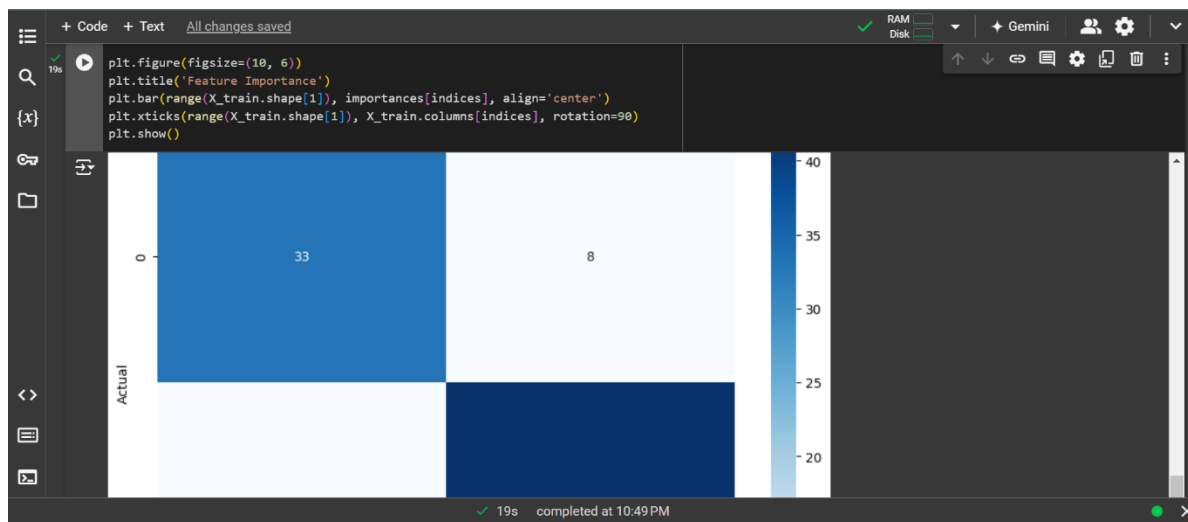 + Code + Text All changes saved
RAM
Disk
Gemini
19s
plt.figure(figsize=(10, 6))
plt.title('Feature Importance')
plt.bar(range(X_train.shape[1]), importances[indices], align='center')
plt.xticks(range(X_train.shape[1]), X_train.columns[indices], rotation=90)
plt.show()
{x}
40
35
0
33
8
30
Actual
25
20
19s completed at 10:49 PM